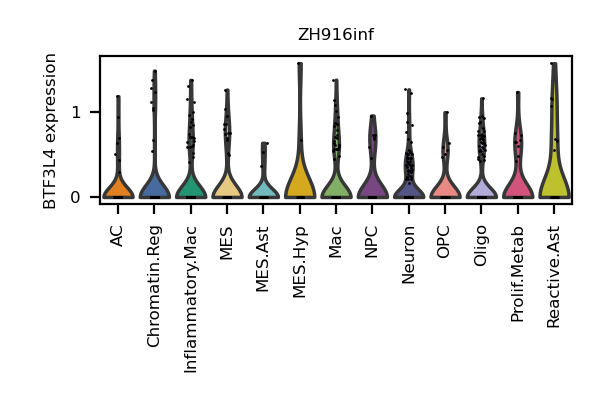 ZH916inf
BTF3L4 expression
1
0
AC
Chromatin.Reg
Inflammatory.Mac
MES
MES.Ast
MES.Hyp
Mac
NPC
Neuron
OPC
Oligo
Prolif.Metab
Reactive.Ast